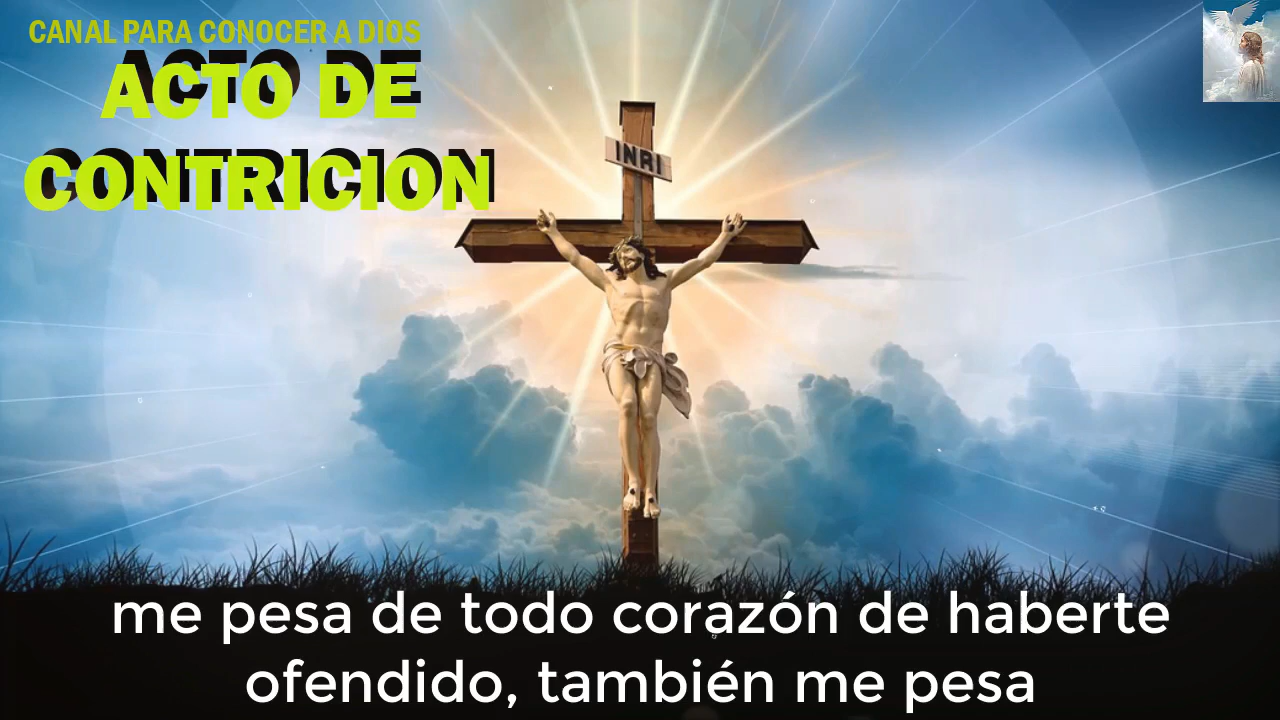 CANAL PARA CONOCER A DIOS
ACTO DE
CONTRICION
INRI
me pesa de todo corazón de haberte
ofendido, también me pesa